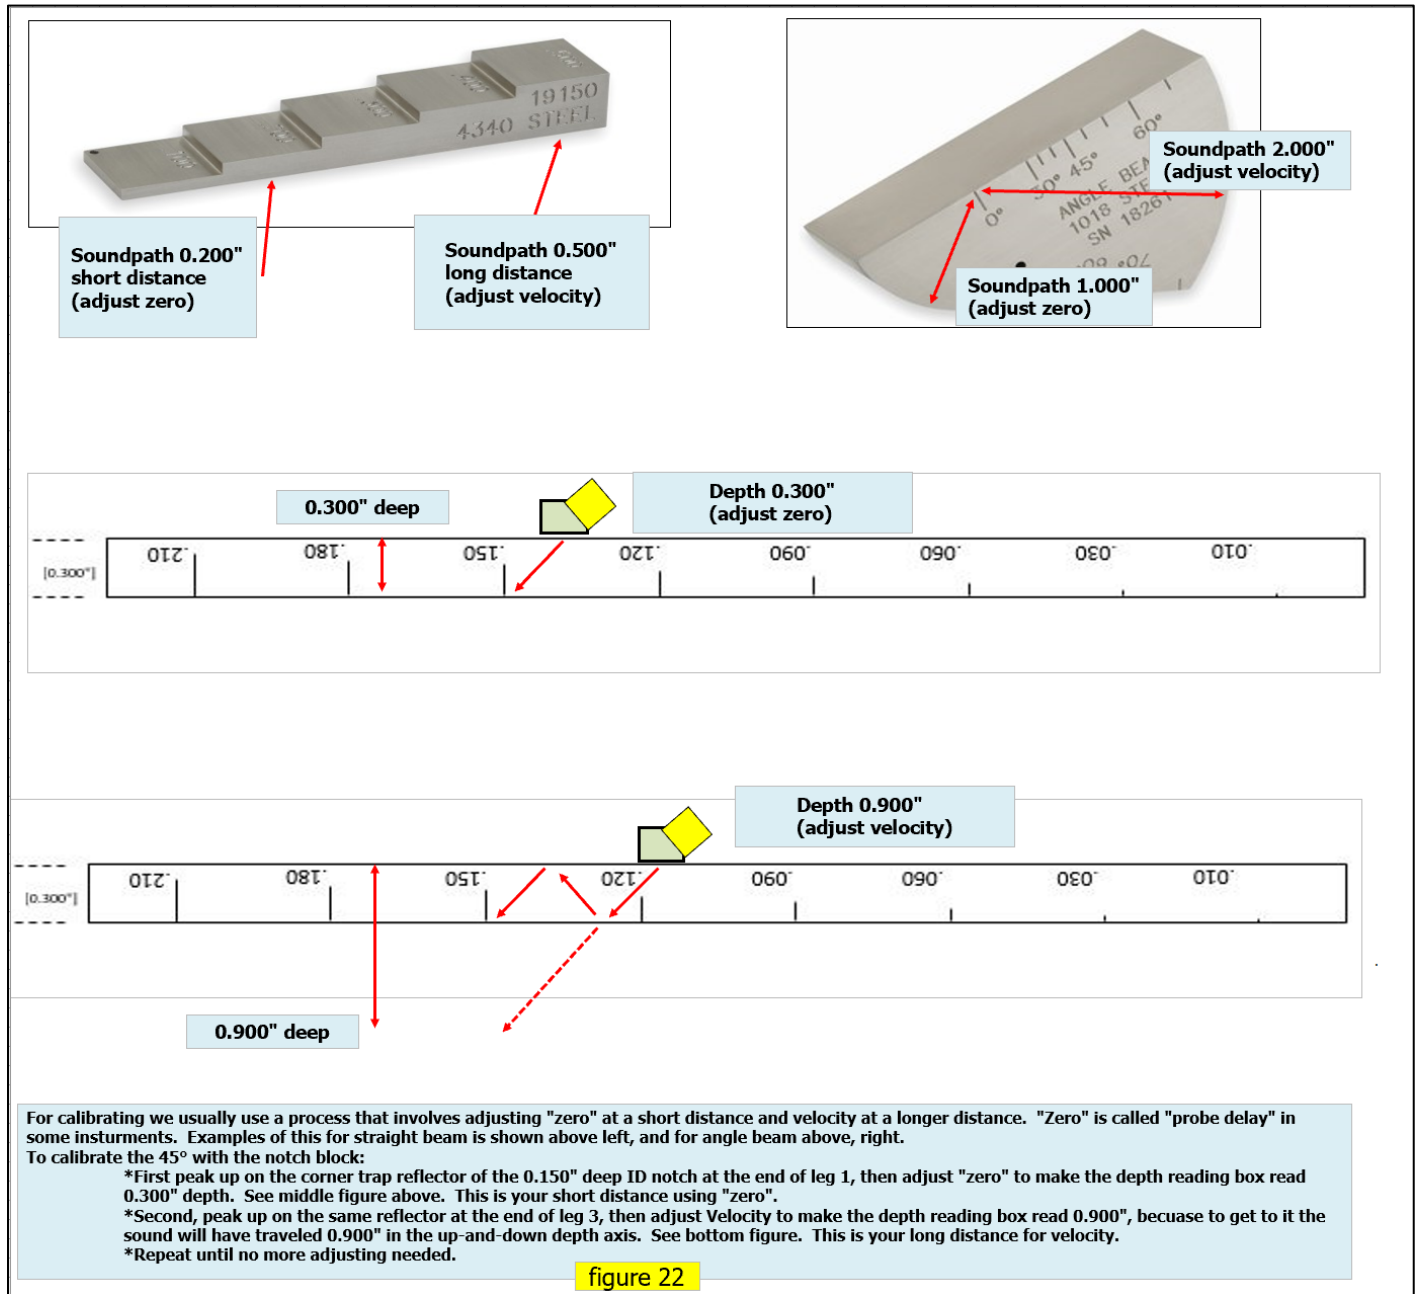 .100
.200
.300
.400
.500
19150
4340 STEEL
Soundpath 0.200"
short distance
(adjust zero)
Soundpath 0.500"
long distance
(adjust velocity)
0°
30° 45°
60°
ANGLE BEA
1018 STE
SN 18261
70° 60°
Soundpath 2.000"
(adjust velocity)
Soundpath 1.000"
(adjust zero)
0.300" deep
Depth 0.300"
(adjust zero)
[0.300"]
.210 .180 .150 .120 .090 .060 .030 .010
Depth 0.900"
(adjust velocity)
[0.300"]
.210 .180 .150 .120 .090 .060 .030 .010
0.900" deep
For calibrating we usually use a process that involves adjusting "zero" at a short distance and velocity at a longer distance. "Zero" is called "probe delay" in
some insturments. Examples of this for straight beam is shown above left, and for angle beam above, right.
To calibrate the 45° with the notch block:
*First peak up on the corner trap reflector of the 0.150" deep ID notch at the end of leg 1, then adjust "zero" to make the depth reading box read
0.300" depth. See middle figure above. This is your short distance using "zero".
*Second, peak up on the same reflector at the end of leg 3, then adjust Velocity to make the depth reading box read 0.900", becuase to get to it the
sound will have traveled 0.900" in the up-and-down depth axis. See bottom figure. This is your long distance for velocity.
*Repeat until no more adjusting needed.
figure 22